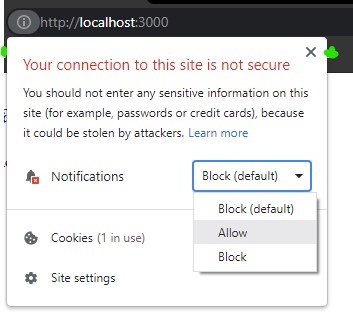 http://localhost:3000
Your connection to this site is not secure
You should not enter any sensitive information on this
site (for example, passwords or credit cards), because
it could be stolen by attackers. Learn more
Notifications
Block (default)
Block (default)
Allow
Block
Cookies (1 in use)
Site settings